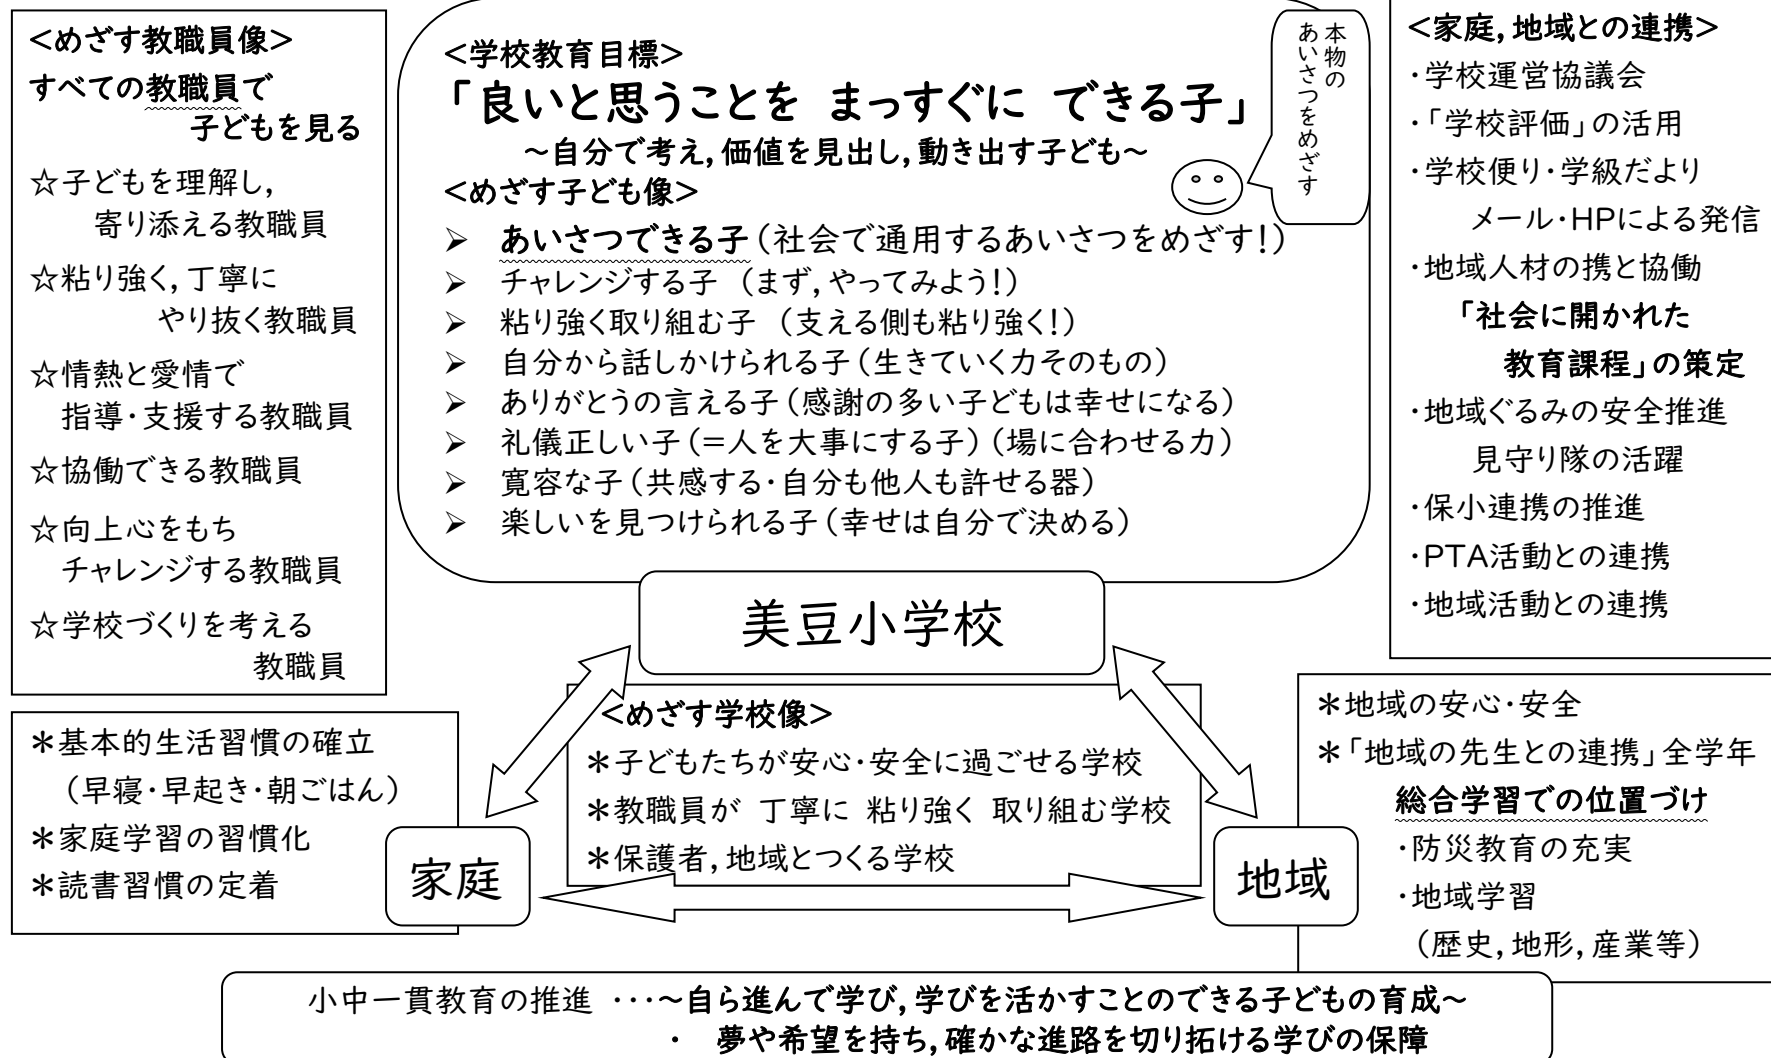 <めざす教職員像>
すべての教職員で
子どもを見る
☆子どもを理解し,
寄り添える教職員
☆粘り強く,丁寧に
やり抜く教職員
☆情熱と愛情で
指導・支援する教職員
☆協働できる教職員
☆向上心をもち
チャレンジする教職員
☆学校づくりを考える
教職員
<学校教育目標>
「良いと思うことを まっすぐに できる子」
~自分で考え,価値を見出し,動き出す子ども~
<めざす子ども像>
➢ あいさつできる子(社会で通用するあいさつをめざす!)
➢ チャレンジする子 (まず,やってみよう!)
➢ 粘り強く取り組む子 (支える側も粘り強く!)
➢ 自分から話しかけられる子(生きていく力そのもの)
➢ ありがとうの言える子(感謝の多い子どもは幸せになる)
➢ 礼儀正しい子(=人を大事にする子)(場に合わせる力)
➢ 寛容な子(共感する・自分も他人も許せる器)
➢ 楽しいを見つけられる子(幸せは自分で決める)
本物の
あいさつをめざす
<家庭,地域との連携>
・学校運営協議会
・「学校評価」の活用
・学校便り・学級だより
メール・HPによる発信
・地域人材の携と協働
「社会に開かれた
教育課程」の策定
・地域ぐるみの安全推進
見守り隊の活躍
・保小連携の推進
・PTA活動との連携
・地域活動との連携
美豆小学校
<めざす学校像>
*子どもたちが安心・安全に過ごせる学校
*教職員が 丁寧に 粘り強く 取り組む学校
*保護者,地域とつくる学校
*基本的生活習慣の確立
(早寝・早起き・朝ごはん)
*家庭学習の習慣化
*読書習慣の定着
家庭
地域
*地域の安心・安全
*「地域の先生との連携」全学年
総合学習での位置づけ
・防災教育の充実
・地域学習
(歴史,地形,産業等)
小中一貫教育の推進 ・・・~自ら進んで学び,学びを活かすことのできる子どもの育成~
・ 夢や希望を持ち,確かな進路を切り拓ける学びの保障